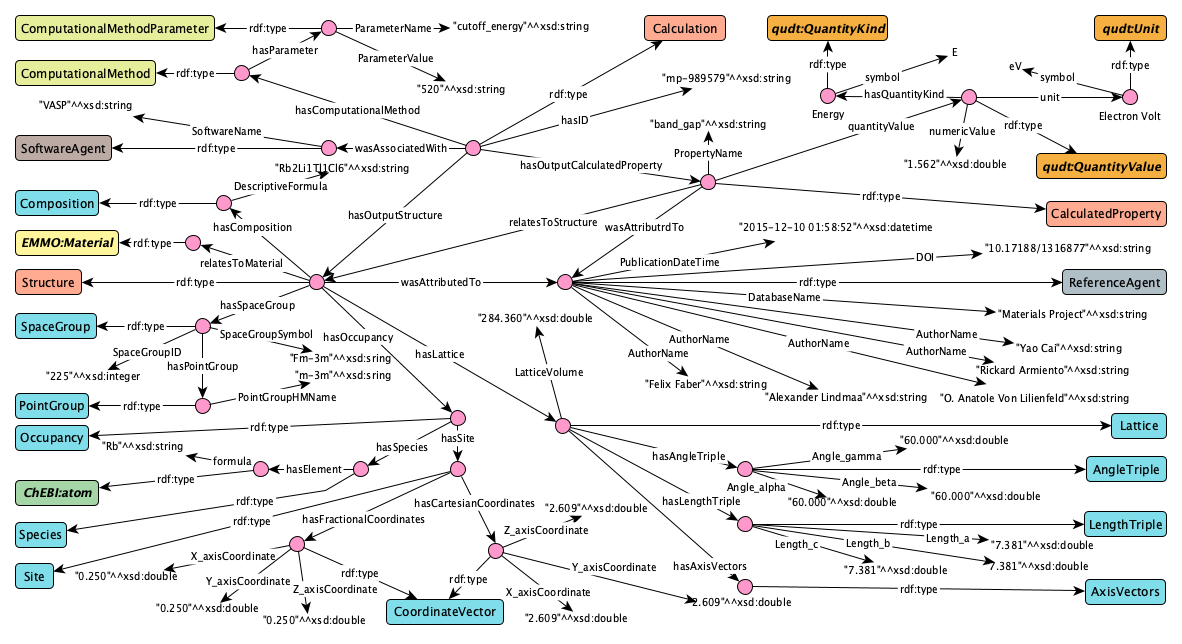 ComputationalMethodParameter
rdf:type
ParameterName
"cutoff_energy"^^xsd:string
Calculation
qudt:QuantityKind
qudt:Unit
hasParameter
ParameterValue
E
ComputationalMethod
rdf:type
"520"^^xsd:string
"mp-989579"^^xsd:string
rdf:type
symbol
eV
symbol
rdf:type
hasQuantityKind
unit
"VASP"^^xsd:string
hasComputationalMethod
rdf:type
hasID
Energy
Electron Volt
"band_gap"^^xsd:string
quantityValue
numericValue
rdf:type
SoftwareName
SoftwareAgent
rdf:type
wasAssociatedWith
PropertyName
"1.562"^^xsd:double
qudt:QuantityValue
hasOutputCalculatedProperty
"Rb2Li1Tl1Cl6"^^xsd:string
DescriptiveFormula
Composition
rdf:type
rdf:type
CalculatedProperty
hasOutputStructure
hasComposition
relatesToStructure
wasAttributrdTo
"2015-12-10 01:58:52"^^xsd:datetime
EMMO:Material
rdf:type
relatesToMaterial
PublicationDateTime
DOI
"10.17188/1316877"^^xsd:string
Structure
rdf:type
wasAttributedTo
rdf:type
ReferenceAgent
DatabaseName
"Materials Project"^^xsd:string
hasSpaceGroup
SpaceGroup
rdf:type
SpaceGroupSymbol
hasOccupancy
"284.360"^^xsd:double
AuthorName
AuthorName
AuthorName
AuthorName
AuthorName
"Yao Cai"^^xsd:string
SpaceGroupID
hasPointGroup
"Fm-3m"^^xsd:sring
hasLattice
"Rickard Armiento"^^xsd:string
"225"^^xsd:integer
"m-3m"^^xsd:sring
LatticeVolume
"Felix Faber"^^xsd:string
"Alexander Lindmaa"^^xsd:string
"O. Anatole Von Lilienfeld"^^xsd:string
PointGroup
rdf:type
PointGroupHMName
Occupancy
rdf:type
rdf:type
Lattice
"Rb"^^xsd:string
hasSpecies
hasSite
"60.000"^^xsd:double
formula
hasElement
hasAngleTriple
Angle_gamma
rdf:type
AngleTriple
rdf:type
ChEBI:atom
Angle_alpha
Angle_beta
"60.000"^^xsd:double
"60.000"^^xsd:double
rdf:type
hasCartesianCoordinates
hasLengthTriple
"2.609"^^xsd:double
Species
rdf:type
hasFractionalCoordinates
Z_axisCoordinate
rdf:type
LengthTriple
Length_a
Length_b
Length_c
"7.381"^^xsd:double
"7.381"^^xsd:double
7.381"^^xsd:double
X_axisCoordinate
hasAxisVectors
Y_axisCoordinate
Site
"0.250"^^xsd:double
Y_axisCoordinate
Z_axisCoordinate
rdf:type
rdf:type
X_axisCoordinate
rdf:type
AxisVectors
2.609"^^xsd:double
"0.250"^^xsd:double
"0.250"^^xsd:double
CoordinateVector
"2.609"^^xsd:double